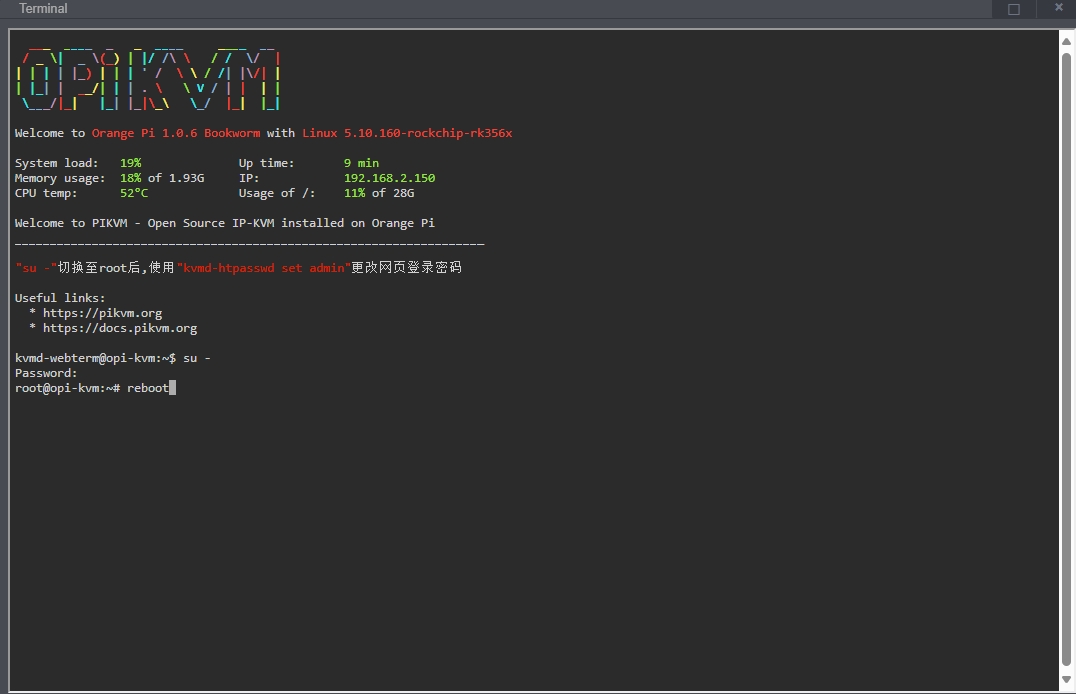 Terminal
OPIKVM
Welcome to Orange Pi 1.0.6 Bookworm with Linux 5.10.160-rockchip-rk356x
System load: 19% Up time: 9 min
Memory usage: 18% of 1.93G IP: 192.168.2.150
CPU temp: 52°C Usage of /: 11% of 28G
Welcome to PIKVM - Open Source IP-KVM installed on Orange Pi
"su -"切换至root后,使用"kvmd-htpasswd set admin"更改网页登录密码
Useful links:
* https://pikvm.org
* https://docs.pikvm.org
kvmd-webterm@opi-kvm:~$ su -
Password:
root@opi-kvm:~# reboot